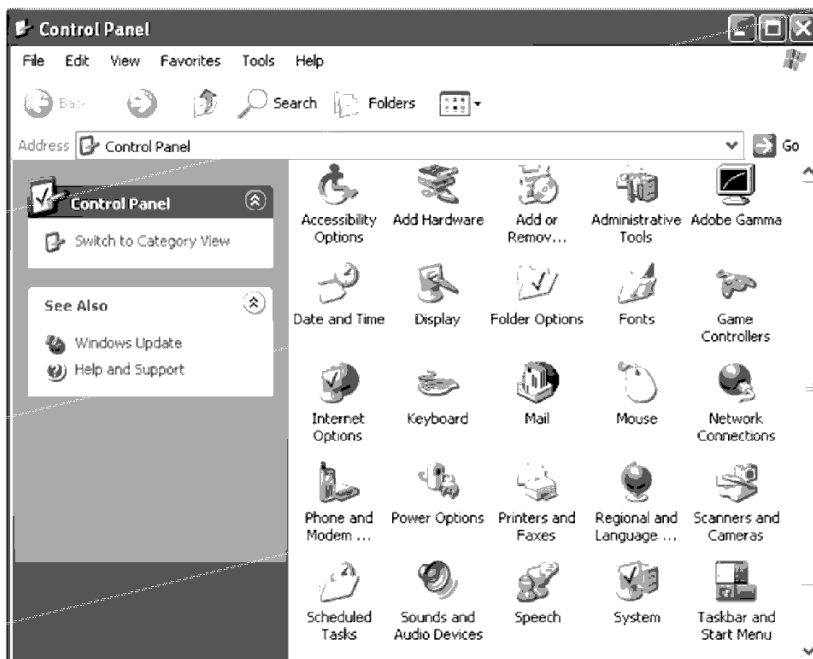 Control Panel
File Edit View Favorites Tools Help
Back Search Folders
Address Control Panel Go
Control Panel
Switch to Category View
See Also
Windows Update
Help and Support
Accessibility Options
Add Hardware
Add or Remov...
Administrative Tools
Adobe Gamma
Date and Time
Display
Folder Options
Fonts
Game Controllers
Internet Options
Keyboard
Mail
Mouse
Network Connections
Phone and Modem ...
Power Options
Printers and Faxes
Regional and Language ...
Scanners and Cameras
Scheduled Tasks
Sounds and Audio Devices
Speech
System
Taskbar and Start Menu